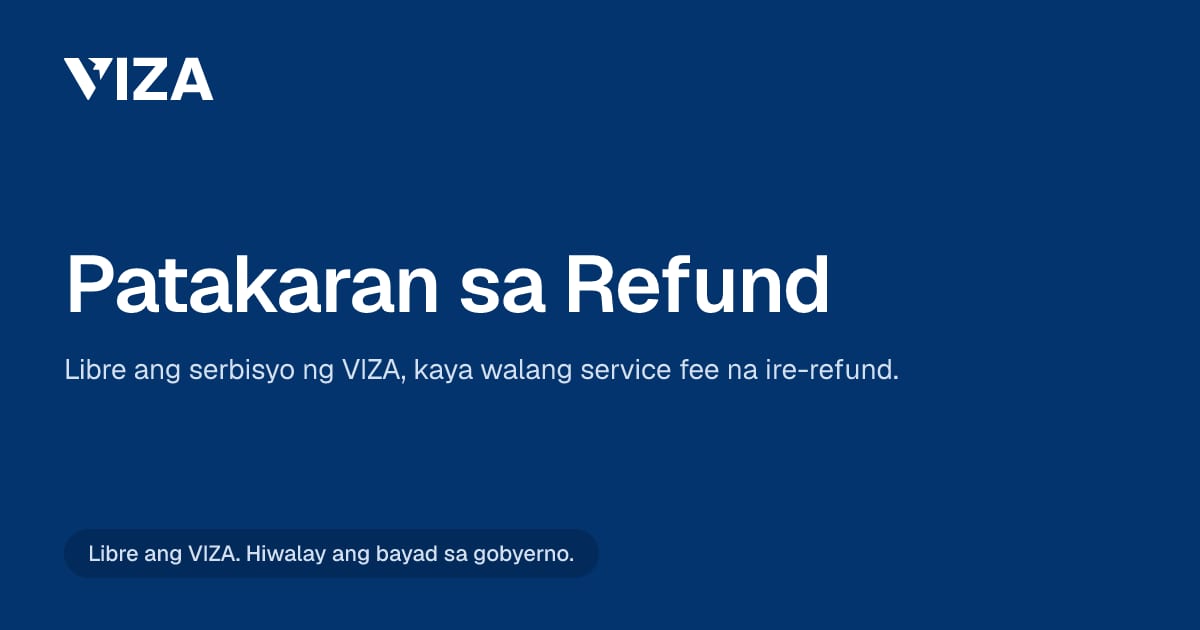 VIZA
Patakaran sa Refund
Libre ang serbisyo ng VIZA, kaya walang service fee na ire-refund.
Libre ang VIZA. Hiwalay ang bayad sa gobyerno.